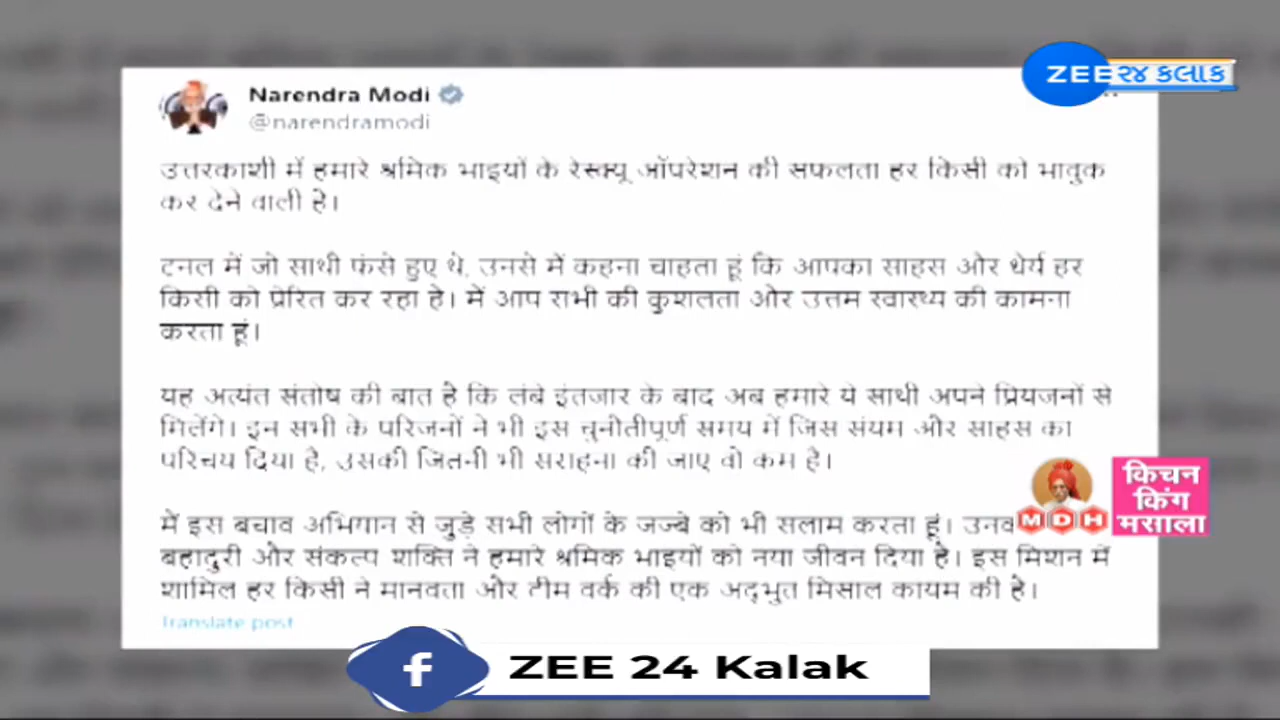 ZEE ૨૪ કલાક
Narendra Modi
@narendramodi
उत्तरकाशी में हमारे श्रमिक भाइयों के रेस्क्यू ऑपरेशन की सफलता हर किसी को भावुक
कर देने वाली है।
टनल में जो साथी फंसे हुए थे, उनसे मैं कहना चाहता हूं कि आपका साहस और धैर्य हर
किसी को प्रेरित कर रहा है। मैं आप सभी की कुशलता और उत्तम स्वास्थ्य की कामना
करता हूं।
यह अत्यंत संतोष की बात है कि लंबे इंतजार के बाद अब हमारे ये साथी अपने प्रियजनों से
मिलेंगे। इन सभी के परिजनों ने भी इस चुनौतीपूर्ण समय में जिस संयम और साहस का
परिचय दिया है, उसकी जितनी भी सराहना की जाए वो कम है।
मैं इस बचाव अभियान से जुड़े सभी लोगों के जज्बे को भी सलाम करता हूं।
बहादुरी और संकल्प शक्ति ने हमारे श्रमिक भाइयों को नया जीवन दिया है। इस मिशन में
शामिल हर किसी ने मानवता और टीम वर्क की एक अद्भुत मिसाल कायम की है।
Translate post
MDH
किचन
किंग
मसाला
f ZEE 24 Kalak